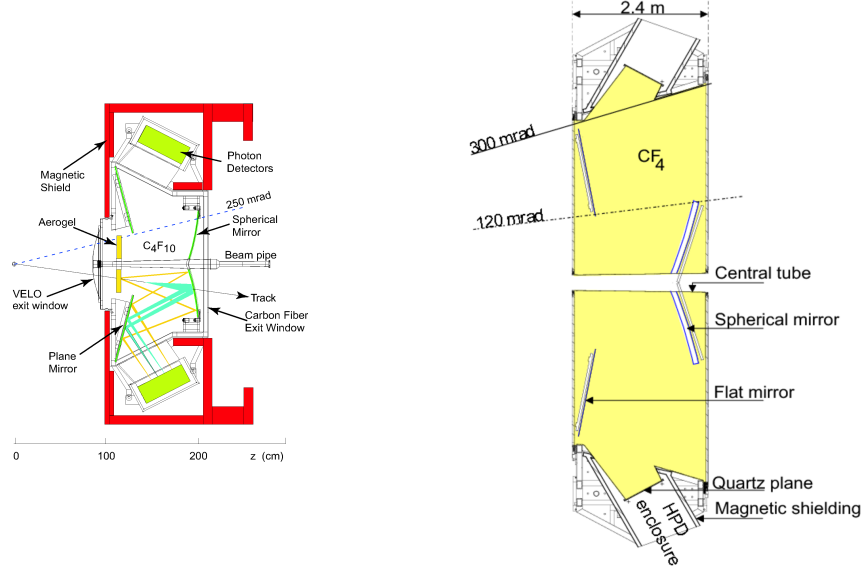 Magnetic
Shield
Photon
Detectors
250 mrad
Aerogel
Spherical
Mirror
C4F10
Beam pipe
VELO
exit window
Track
Carbon Fiber
Exit Window
Plane
Mirror
0
100
200
z (cm)
2.4 m
300 mrad
CF4
120 mrad
Central tube
Spherical mirror
Flat mirror
Quartz plane
Magnetic shielding
HPD
enclosure